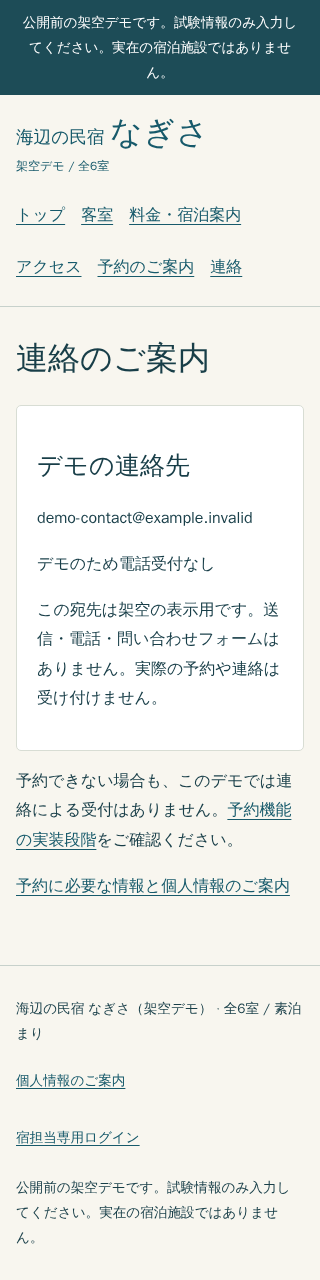 公開前の架空デモです。試験情報のみ入力し
てください。実在の宿泊施設ではありませ
ん。
海辺の民宿 なぎさ
架空デモ / 全6室
トップ 客室 料金・宿泊案内
アクセス 予約のご案内 連絡
連絡のご案内
デモの連絡先
demo-contact@example.invalid
デモのため電話受付なし
この宛先は架空の表示用です。送
信・電話・問い合わせフォームは
ありません。実際の予約や連絡は
受け付けません。
予約できない場合も、このデモでは連
絡による受付はありません。予約機能
の実装段階をご確認ください。
予約に必要な情報と個人情報のご案内
海辺の民宿 なぎさ（架空デモ） · 全6室 / 素泊
まり
個人情報のご案内
宿担当専用ログイン
公開前の架空デモです。試験情報のみ入力し
てください。実在の宿泊施設ではありませ
ん。